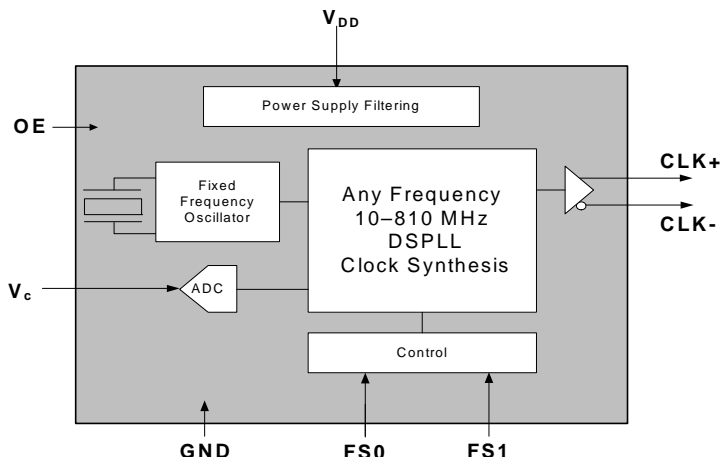 VDD
Power Supply Filtering
OE
CLK+
Fixed
Frequency
Oscillator
Any Frequency
10–810 MHz
DSPLL
Clock Synthesis
CLK-
Vc
ADC
Control
GND
FS0
FS1